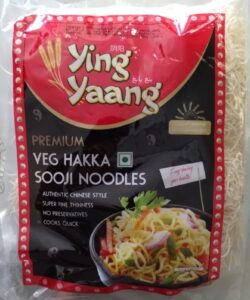 Ying
Yaang
PREMIUM
VEG HAKKA
SOOJI NOODLES
AUTHENTIC CHINESE STYLE
SUPER FINE THINNESS
NO PRESERVATIVES
COOKS QUICK